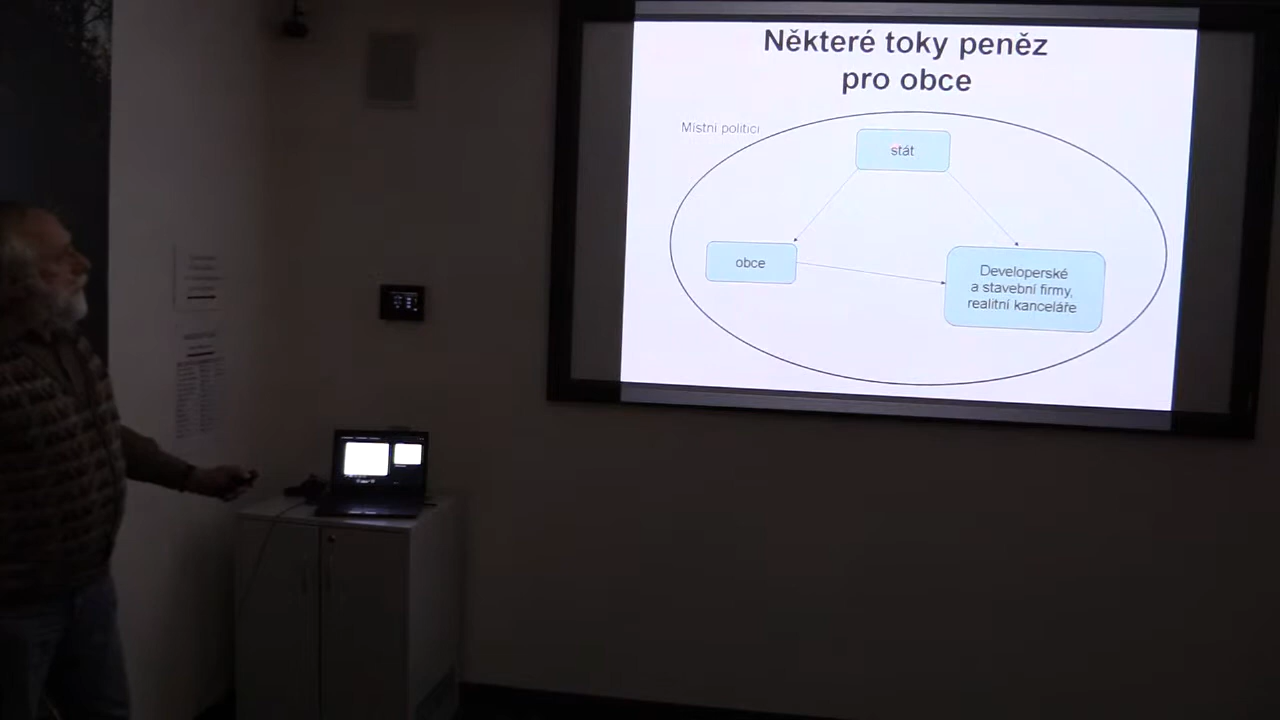 Některé toky peněz
pro obce
Místní politici
stát
obce
Developerské
a stavební firmy,
realitní kanceláře